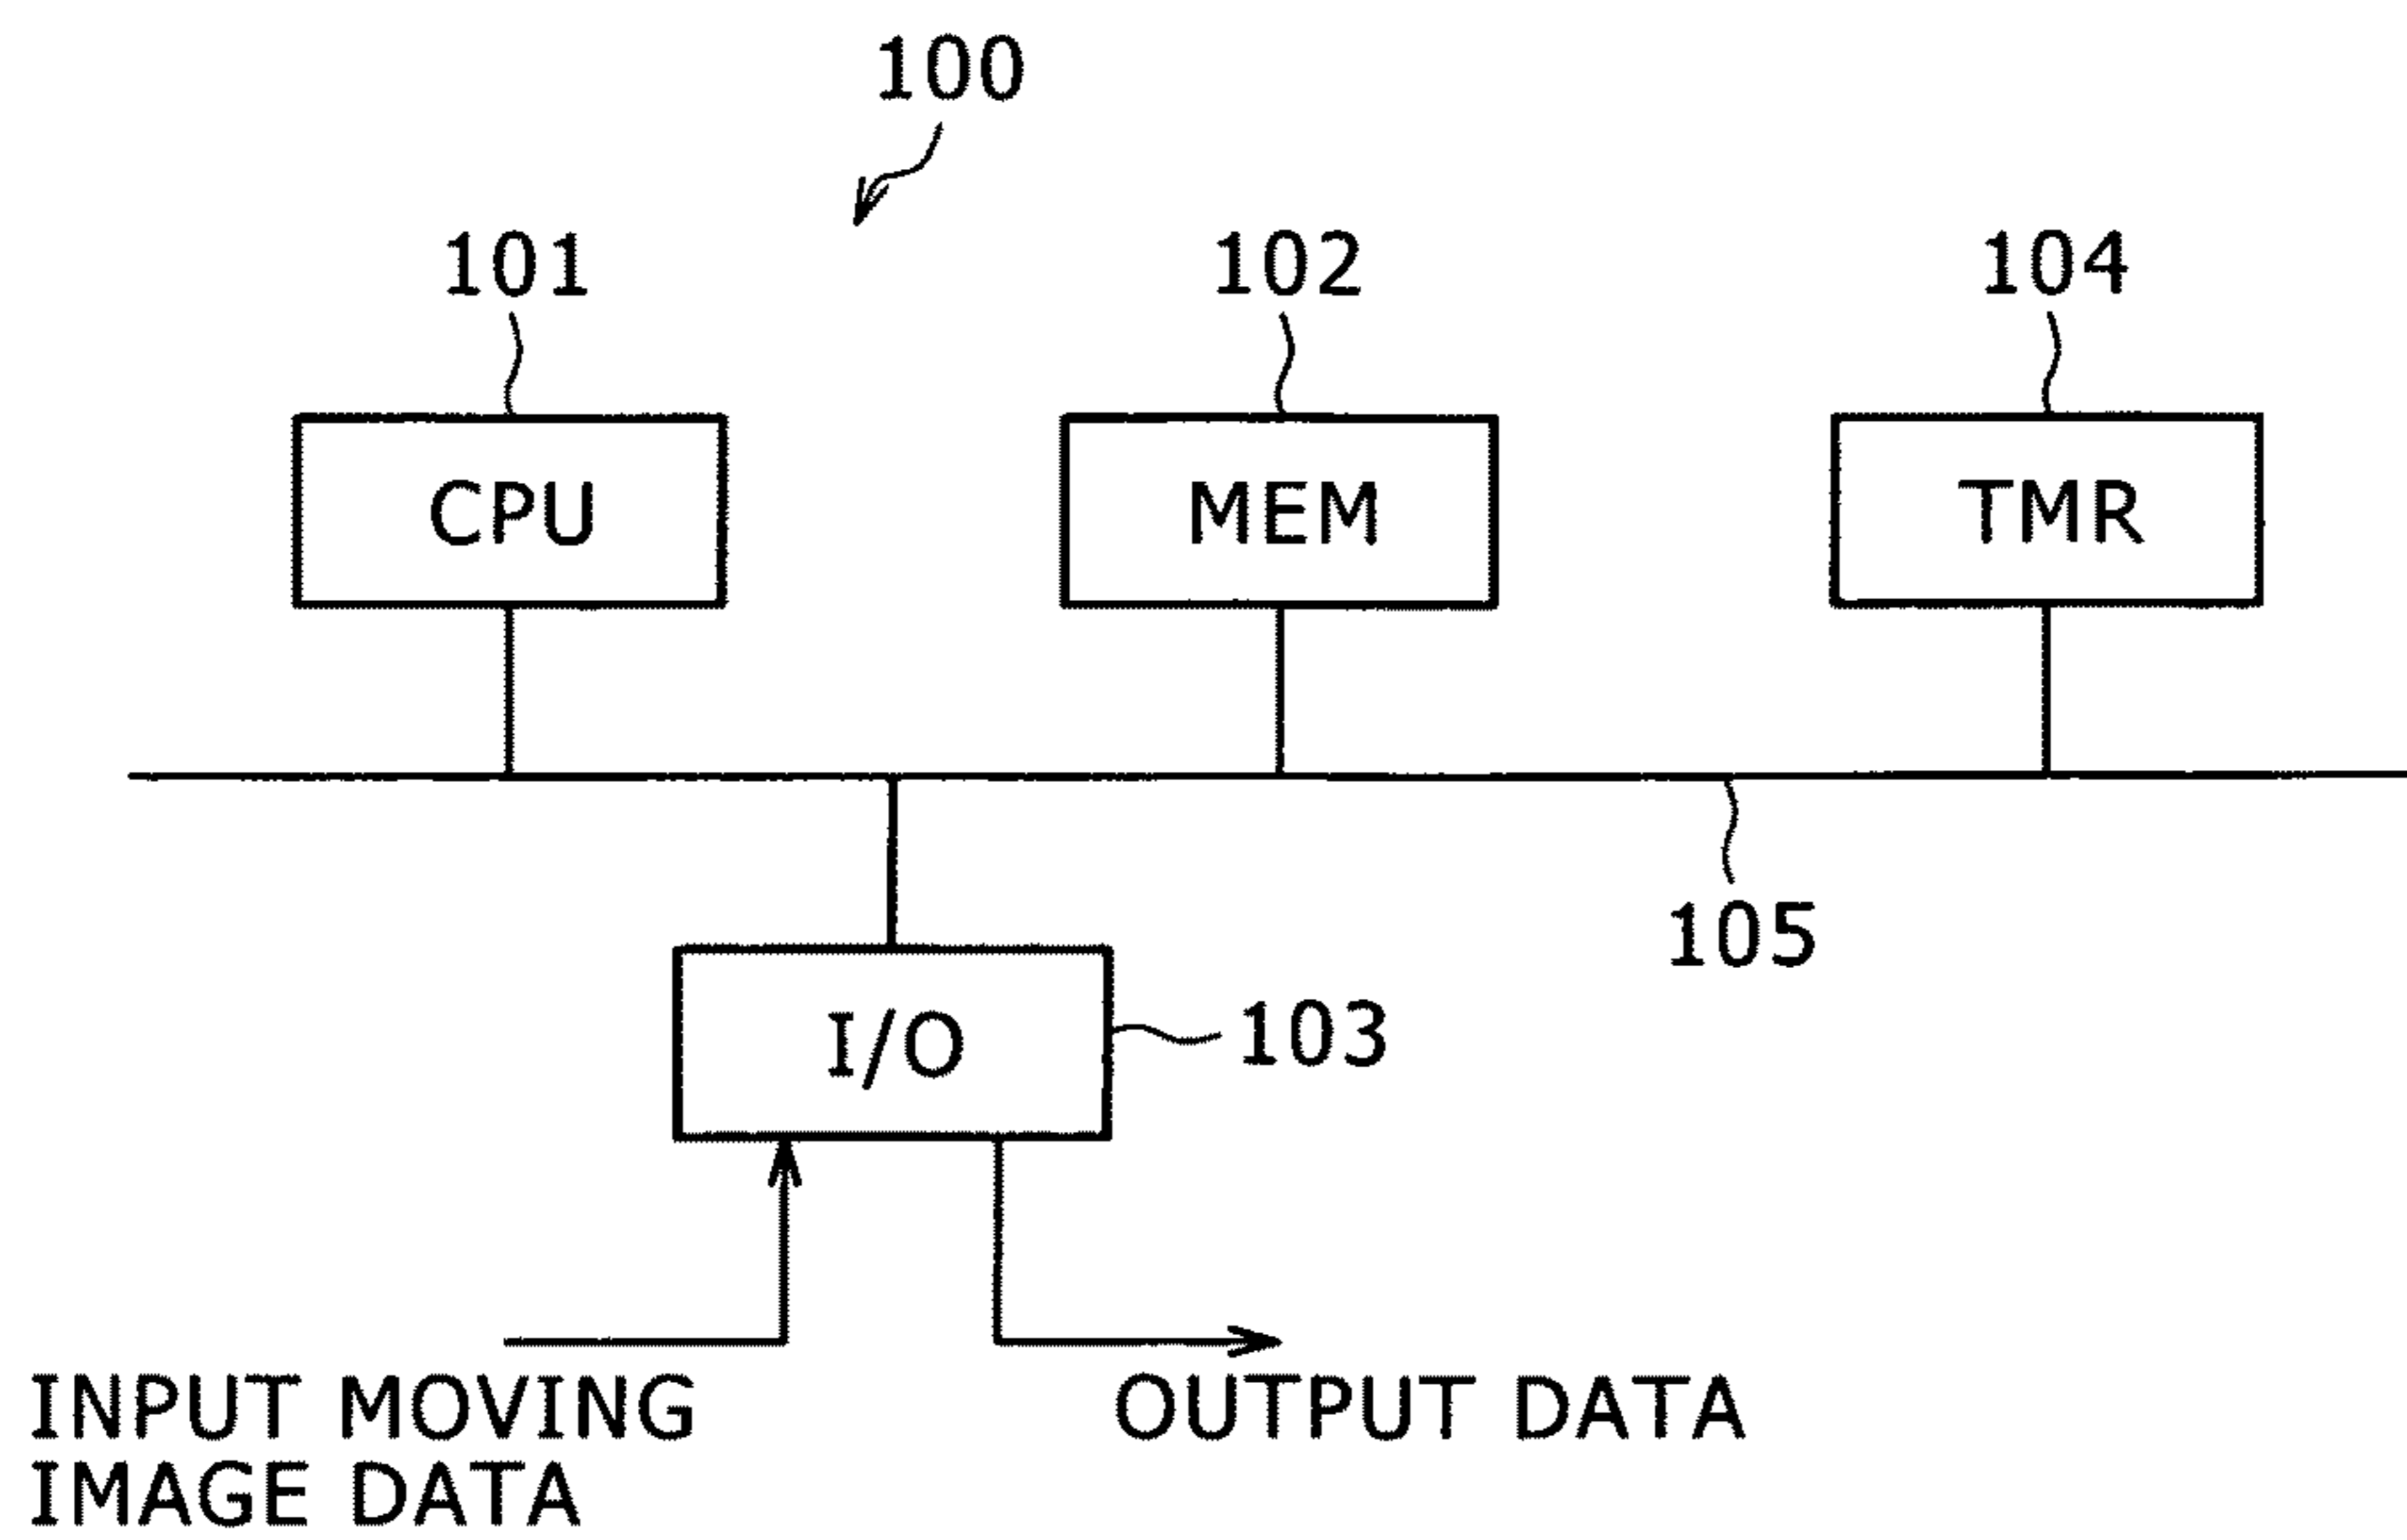 100
101
102
104
CPU
MEM
TMR
105
I/O
103
INPUT MOVING
IMAGE DATA
OUTPUT DATA